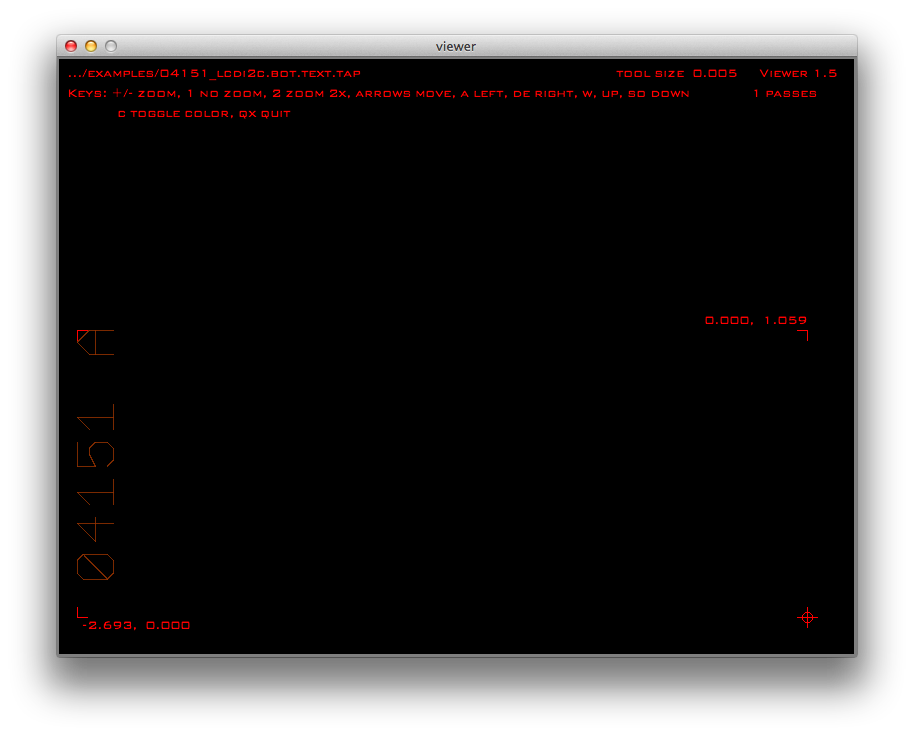 viewer
.../EXAMPLES/04151_LCDI2C.BOT.TEXT.TAP TOOL SIZE 0.005 VIEWER 1.5
KEYS: +/- ZOOM, 1 NO ZOOM, 2 ZOOM 2X, ARROWS MOVE, A LEFT, DE RIGHT, W, UP, SO DOWN 1 PASSES
C TOGGLE COLOR, QX QUIT
0.000, 1.059
04151 A
-2.693, 0.000